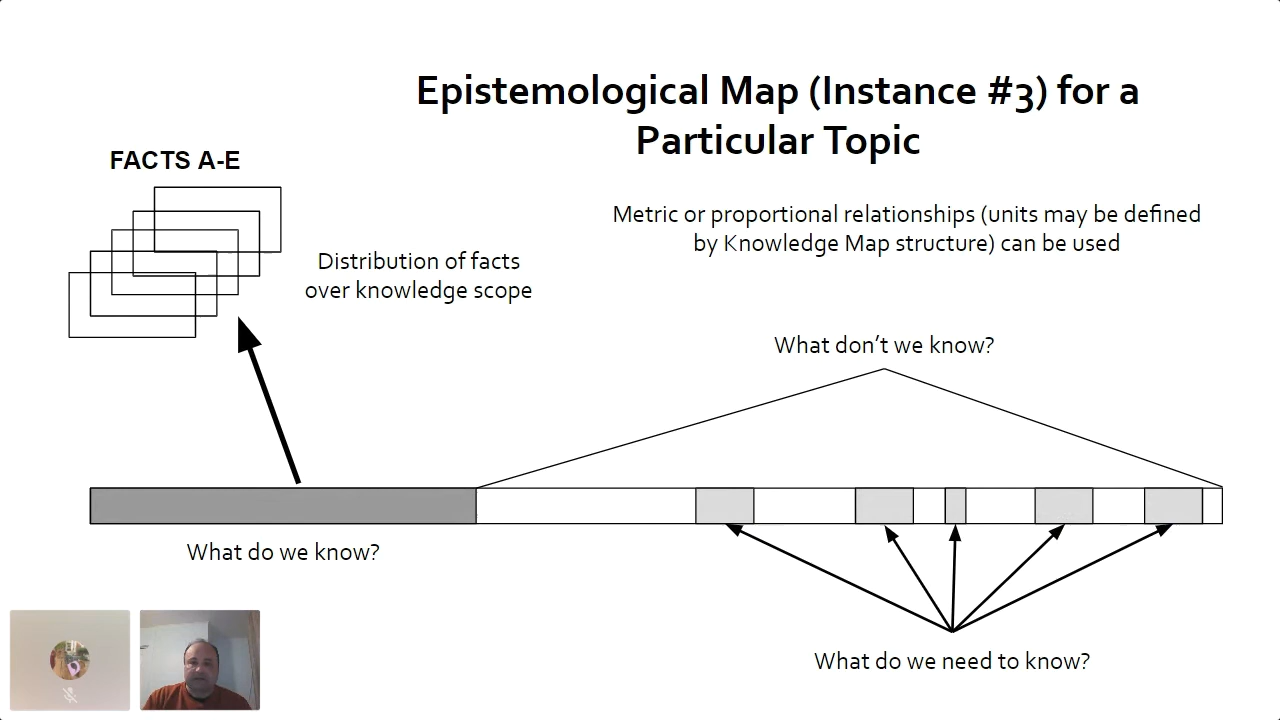 Epistemological Map (Instance #3) for a
Particular Topic
FACTS A-E
Metric or proportional relationships (units may be defined
by Knowledge Map structure) can be used
Distribution of facts
over knowledge scope
What don’t we know?
What do we know?
What do we need to know?